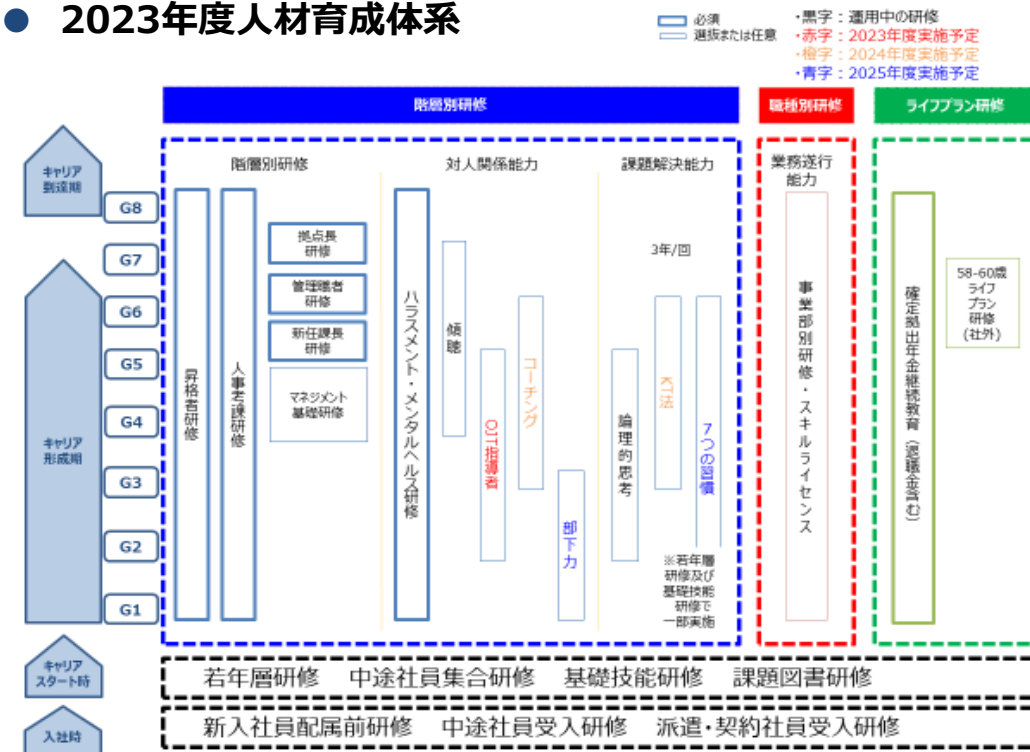 ● 2023年度人材育成体系
必須
選抜または任意
・黒字：運用中の研修
・赤字：2023年度実施予定
・橙字：2024年度実施予定
・青字：2025年度実施予定
階層別研修
職種別研修
ライフプラン研修
キャリア
到達期
キャリア
形成期
キャリア
スタート時
入社時
G8
G7
G6
G5
G4
G3
G2
G1
階層別研修
昇格者研修
人事考課研修
拠点長
研修
管理職者
研修
新任課長
研修
マネジメント
基礎研修
対人関係能力
ハラスメント・メンタルヘルス研修
傾聴
OJT指導者
コーチング
部下力
課題解決能力
3年/回
論理的思考
KT法
7つの習慣
※若年層
研修及び
基礎技能
研修で
一部実施
業務遂行
能力
事業部別研修・スキルライセンス
確定拠出年金継続教育（退職金含む）
58-60歳
ライフ
プラン
研修
(社外)
若年層研修 中途社員集合研修 基礎技能研修 課題図書研修
新入社員配属前研修 中途社員受入研修 派遣・契約社員受入研修